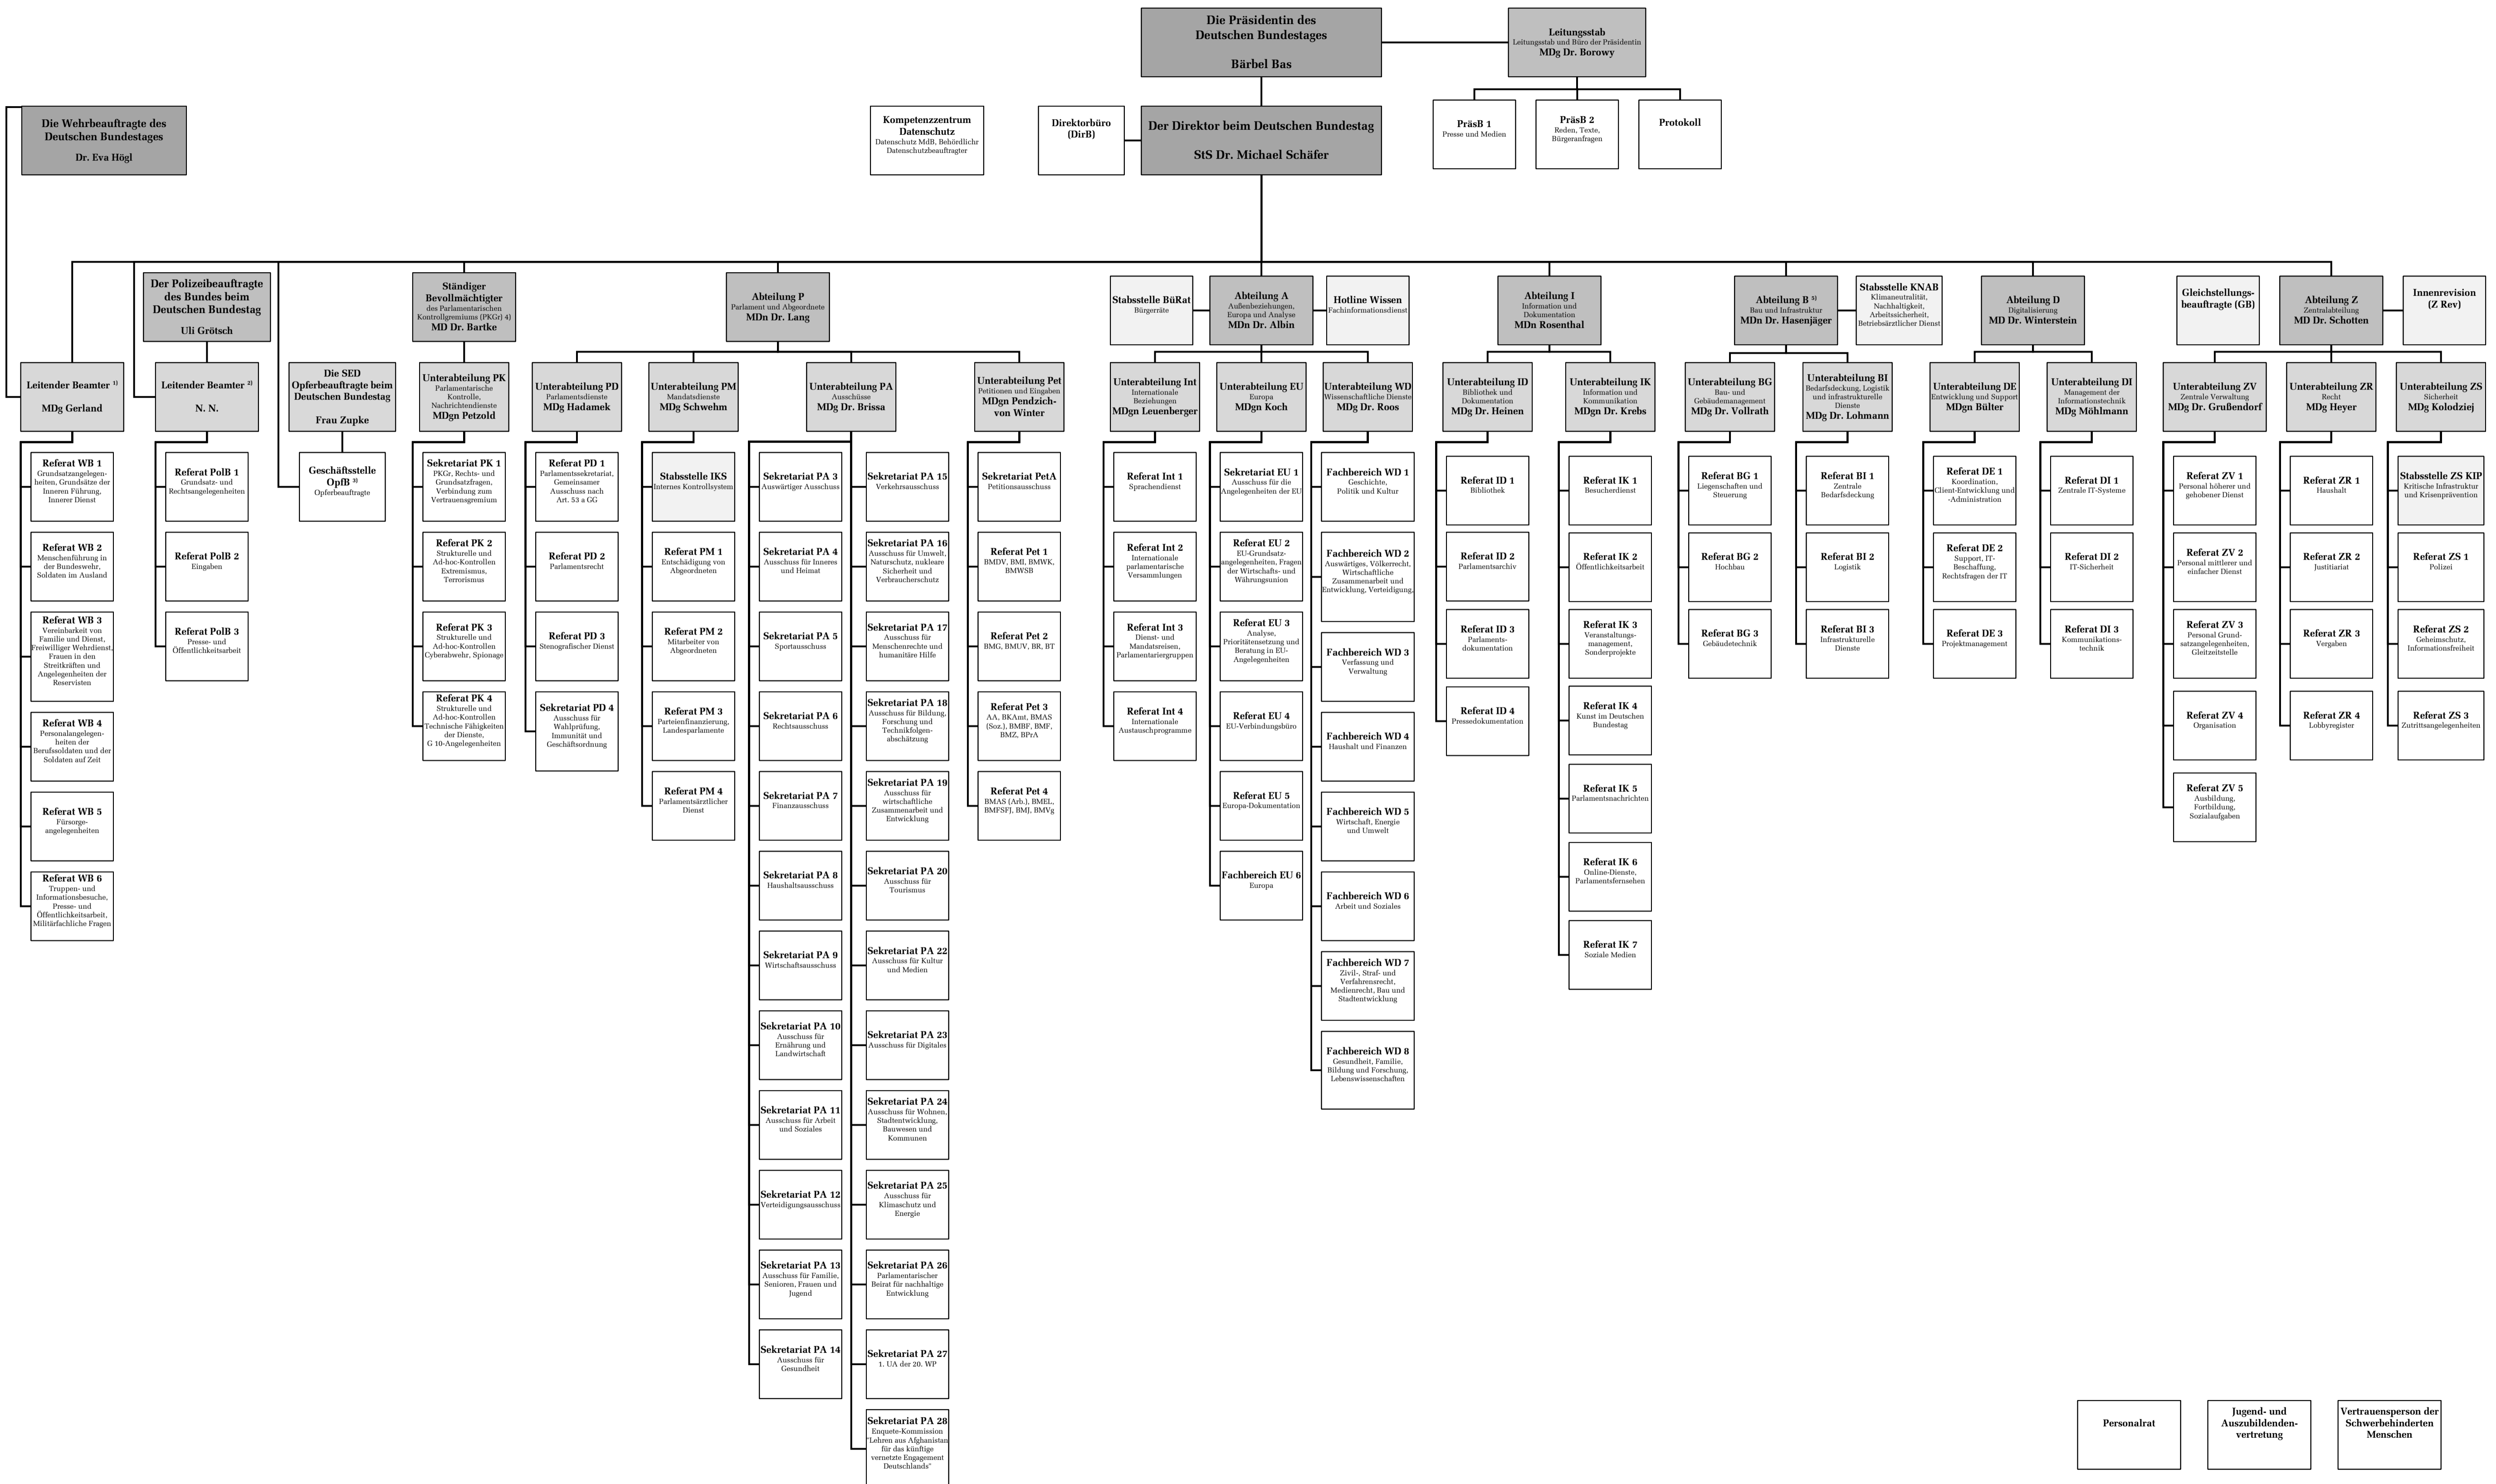 Die Präsidentin des
Deutschen Bundestages
Bärbel Bas
Leitungsstab
Leitungsstab und Büro der Präsidentin
MDg Dr. Borowy
Die Wehrbeauftragte des
Deutschen Bundestages
Dr. Eva Högl
Kompetenzzentrum
Datenschutz
Datenschutz MdB, Behördlichr
Datenschutzbeauftragter
Direktorbüro
(DirB)
Der Direktor beim Deutschen Bundestag
StS Dr. Michael Schäfer
PräsB 1
Presse und Medien
PräsB 2
Reden, Texte,
Bürgeranfragen
Protokoll
Der Polizeibeauftragte
des Bundes beim
Deutschen Bundestag
Uli Grötsch
Ständiger
Bevollmächtigter
des Parlamentarischen
Kontrollgremiums (PKGr) 4)
MD Dr. Bartke
Abteilung P
Parlament und Abgeordnete
MDn Dr. Lang
Stabsstelle BüRat
Bürgerräte
Abteilung A
Außenbeziehungen,
Europa und Analyse
MDn Dr. Albin
Hotline Wissen
Fachinformationsdienst
Abteilung I
Information und
Dokumentation
MDn Rosenthal
Abteilung B ⁵⁾
Bau und Infrastruktur
MDn Dr. Hasenjäger
Stabsstelle KNAB
Klimaneutralität,
Nachhaltigkeit,
Arbeitssicherheit,
Betriebsärztlicher Dienst
Abteilung D
Digitalisierung
MD Dr. Winterstein
Gleichstellungs-
beauftragte (GB)
Abteilung Z
Zentralabteilung
MD Dr. Schotten
Innenrevision
(Z Rev)
Leitender Beamter ¹⁾
MDg Gerland
Leitender Beamter ²⁾
N. N.
Die SED
Opferbeauftragte beim
Deutschen Bundestag
Frau Zupke
Unterabteilung PK
Parlamentarische
Kontrolle,
Nachrichtendienste
MDgn Petzold
Unterabteilung PD
Parlamentsdienste
MDg Hadamek
Unterabteilung PM
Mandatsdienste
MDg Schwehm
Unterabteilung PA
Ausschüsse
MDg Dr. Brissa
Unterabteilung Pet
Petitionen und Eingaben
MDgn Pendzich-
von Winter
Unterabteilung Int
Internationale
Beziehungen
MDgn Leuenberger
Unterabteilung EU
Europa
MDgn Koch
Unterabteilung WD
Wissenschaftliche Dienste
MDg Dr. Roos
Unterabteilung ID
Bibliothek und
Dokumentation
MDg Dr. Heinen
Unterabteilung IK
Information und
Kommunikation
MDgn Dr. Krebs
Unterabteilung BG
Bau- und
Gebäudemanagement
MDg Dr. Vollrath
Unterabteilung BI
Bedarfsdeckung, Logistik
und infrastrukturelle
Dienste
MDg Dr. Lohmann
Unterabteilung DE
Entwicklung und Support
MDgn Bülter
Unterabteilung DI
Management der
Informationstechnik
MDg Möhlmann
Unterabteilung ZV
Zentrale Verwaltung
MDg Dr. Grußendorf
Unterabteilung ZR
Recht
MDg Heyer
Unterabteilung ZS
Sicherheit
MDg Kolodziej
Referat WB 1
Grundsatzangelegen-
heiten, Grundsätze der
Inneren Führung,
Innerer Dienst
Referat WB 2
Menschenführung in
der Bundeswehr,
Soldaten im Ausland
Referat WB 3
Vereinbarkeit von
Familie und Dienst,
Freiwilliger Wehrdienst,
Frauen in den
Streitkräften und
Angelegenheiten der
Reservisten
Referat WB 4
Personalangelegen-
heiten der
Berufssoldaten und der
Soldaten auf Zeit
Referat WB 5
Fürsorge-
angelegenheiten
Referat WB 6
Truppen- und
Informationsbesuche,
Presse- und
Öffentlichkeitsarbeit,
Militärfachliche Fragen
Referat PolB 1
Grundsatz- und
Rechtsangelegenheiten
Referat PolB 2
Eingaben
Referat PolB 3
Presse- und
Öffentlichkeitsarbeit
Geschäftsstelle
OpfB ³⁾
Opferbeauftragte
Sekretariat PK 1
PKGr, Rechts- und
Grundsatzfragen,
Verbindung zum
Vertrauensgremium
Referat PK 2
Strukturelle und
Ad-hoc-Kontrollen
Extremismus,
Terrorismus
Referat PK 3
Strukturelle und
Ad-hoc-Kontrollen
Cyberabwehr, Spionage
Referat PK 4
Strukturelle und
Ad-hoc-Kontrollen
Technische Fähigkeiten
der Dienste,
G 10-Angelegenheiten
Referat PD 1
Parlamentssekretariat,
Gemeinsamer
Ausschuss nach
Art. 53 a GG
Referat PD 2
Parlamentsrecht
Referat PD 3
Stenografischer Dienst
Sekretariat PD 4
Ausschuss für
Wahlprüfung,
Immunität und
Geschäftsordnung
Stabsstelle IKS
Internes Kontrollsystem
Referat PM 1
Entschädigung von
Abgeordneten
Referat PM 2
Mitarbeiter von
Abgeordneten
Referat PM 3
Parteienfinanzierung,
Landesparlamente
Referat PM 4
Parlamentsärztlicher
Dienst
Sekretariat PA 3
Auswärtiger Ausschuss
Sekretariat PA 4
Ausschuss für Inneres
und Heimat
Sekretariat PA 5
Sportausschuss
Sekretariat PA 6
Rechtsausschuss
Sekretariat PA 7
Finanzausschuss
Sekretariat PA 8
Haushaltsausschuss
Sekretariat PA 9
Wirtschaftsausschuss
Sekretariat PA 10
Ausschuss für
Ernährung und
Landwirtschaft
Sekretariat PA 11
Ausschuss für Arbeit
und Soziales
Sekretariat PA 12
Verteidigungsausschuss
Sekretariat PA 13
Ausschuss für Familie,
Senioren, Frauen und
Jugend
Sekretariat PA 14
Ausschuss für
Gesundheit
Sekretariat PA 15
Verkehrsausschuss
Sekretariat PA 16
Ausschuss für Umwelt,
Naturschutz, nukleare
Sicherheit und
Verbraucherschutz
Sekretariat PA 17
Ausschuss für
Menschenrechte und
humanitäre Hilfe
Sekretariat PA 18
Ausschuss für Bildung,
Forschung und
Technikfolgen-
abschätzung
Sekretariat PA 19
Ausschuss für
wirtschaftliche
Zusammenarbeit und
Entwicklung
Sekretariat PA 20
Ausschuss für
Tourismus
Sekretariat PA 22
Ausschuss für Kultur
und Medien
Sekretariat PA 23
Ausschuss für Digitales
Sekretariat PA 24
Ausschuss für Wohnen,
Stadtentwicklung,
Bauwesen und
Kommunen
Sekretariat PA 25
Ausschuss für
Klimaschutz und
Energie
Sekretariat PA 26
Parlamentarischer
Beirat für nachhaltige
Entwicklung
Sekretariat PA 27
1. UA der 20. WP
Sekretariat PA 28
Enquete-Kommission
"Lehren aus Afghanistan
für das künftige
vernetzte Engagement
Deutschlands"
Sekretariat PetA
Petitionsausschuss
Referat Pet 1
BMDV, BMI, BMWK,
BMWSB
Referat Pet 2
BMG, BMUV, BR, BT
Referat Pet 3
AA, BKAmt, BMAS
(Soz.), BMBF, BMF,
BMZ, BPrA
Referat Pet 4
BMAS (Arb.), BMEL,
BMFSFJ, BMJ, BMVg
Referat Int 1
Sprachendienst
Referat Int 2
Internationale
parlamentarische
Versammlungen
Referat Int 3
Dienst- und
Mandatsreisen,
Parlamentariergruppen
Referat Int 4
Internationale
Austauschprogramme
Sekretariat EU 1
Ausschuss für die
Angelegenheiten der EU
Referat EU 2
EU-Grundsatz-
angelegenheiten, Fragen
der Wirtschafts- und
Währungsunion
Referat EU 3
Analyse,
Prioritätensetzung und
Beratung in EU-
Angelegenheiten
Referat EU 4
EU-Verbindungsbüro
Referat EU 5
Europa-Dokumentation
Fachbereich EU 6
Europa
Fachbereich WD 1
Geschichte,
Politik und Kultur
Fachbereich WD 2
Auswärtiges, Völkerrecht,
Wirtschaftliche
Zusammenarbeit und
Entwicklung, Verteidigung,
Fachbereich WD 3
Verfassung und
Verwaltung
Fachbereich WD 4
Haushalt und Finanzen
Fachbereich WD 5
Wirtschaft, Energie
und Umwelt
Fachbereich WD 6
Arbeit und Soziales
Fachbereich WD 7
Zivil-, Straf- und
Verfahrensrecht,
Medienrecht, Bau und
Stadtentwicklung
Fachbereich WD 8
Gesundheit, Familie,
Bildung und Forschung,
Lebenswissenschaften
Referat ID 1
Bibliothek
Referat ID 2
Parlamentsarchiv
Referat ID 3
Parlaments-
dokumentation
Referat ID 4
Pressedokumentation
Referat IK 1
Besucherdienst
Referat IK 2
Öffentlichkeitsarbeit
Referat IK 3
Veranstaltungs-
management,
Sonderprojekte
Referat IK 4
Kunst im Deutschen
Bundestag
Referat IK 5
Parlamentsnachrichten
Referat IK 6
Online-Dienste,
Parlamentsfernsehen
Referat IK 7
Soziale Medien
Referat BG 1
Liegenschaften und
Steuerung
Referat BG 2
Hochbau
Referat BG 3
Gebäudetechnik
Referat BI 1
Zentrale
Bedarfsdeckung
Referat BI 2
Logistik
Referat BI 3
Infrastrukturelle
Dienste
Referat DE 1
Koordination,
Client-Entwicklung und
-Administration
Referat DE 2
Support, IT-
Beschaffung,
Rechtsfragen der IT
Referat DE 3
Projektmanagement
Referat DI 1
Zentrale IT-Systeme
Referat DI 2
IT-Sicherheit
Referat DI 3
Kommunikations-
technik
Referat ZV 1
Personal höherer und
gehobener Dienst
Referat ZV 2
Personal mittlerer und
einfacher Dienst
Referat ZV 3
Personal Grund-
satzangelegenheiten,
Gleitzeitstelle
Referat ZV 4
Organisation
Referat ZV 5
Ausbildung,
Fortbildung,
Sozialaufgaben
Referat ZR 1
Haushalt
Referat ZR 2
Justitiariat
Referat ZR 3
Vergaben
Referat ZR 4
Lobbyregister
Stabsstelle ZS KIP
Kritische Infrastruktur
und Krisenprävention
Referat ZS 1
Polizei
Referat ZS 2
Geheimschutz,
Informationsfreiheit
Referat ZS 3
Zutrittsangelegenheiten
Personalrat
Jugend- und
Auszubildenden-
vertretung
Vertrauensperson der
Schwerbehinderten
Menschen